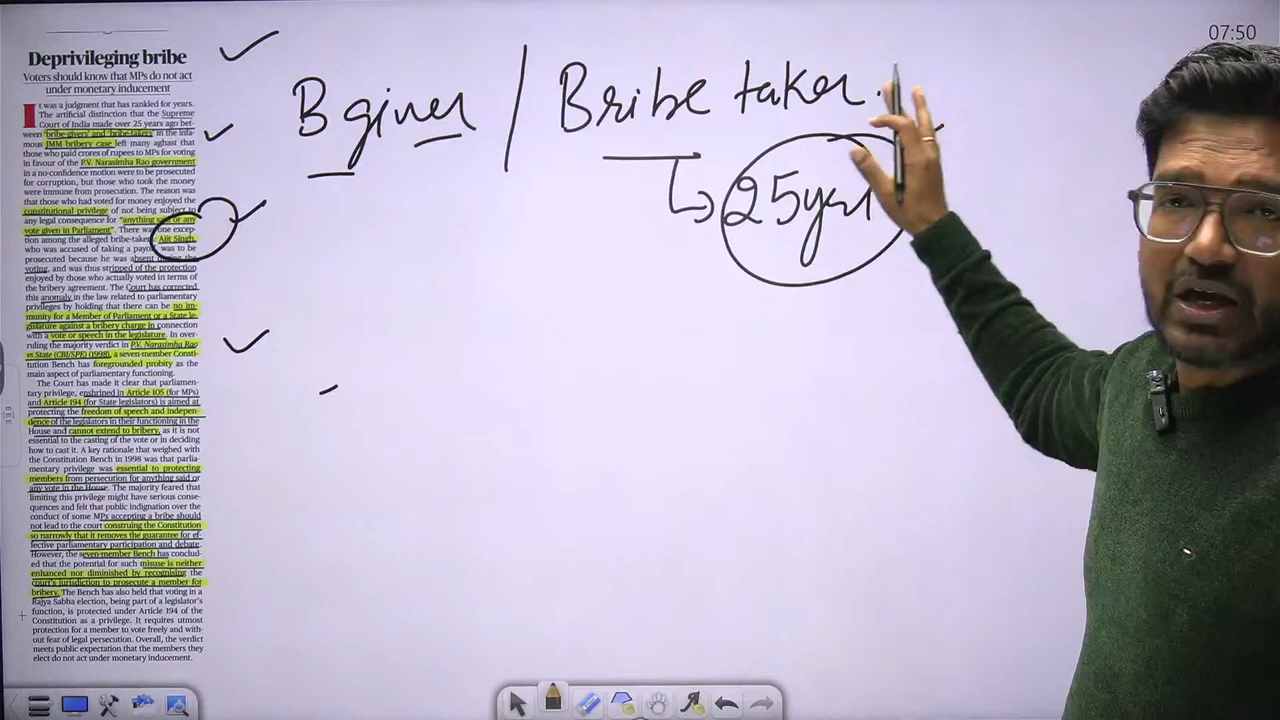 07:50
Deprivileging bribe
Voters should know that MPs do not act
under monetary inducement
It was a judgment that has rankled for years.
The artificial distinction that the Supreme
Court of India made over 25 years ago bet-
ween 'bribe-givers' and 'bribe-takers' in the infa-
mous JMM bribery case left many aghast that
those who paid crores of rupees to MPs for voting
in favour of the P.V. Narasimha Rao government
in a no-confidence motion were to be prosecuted
for corruption, but those who took the money
were immune from prosecution. The reason was
that those who had voted for money enjoyed the
constitutional privilege of not being subject to
any legal consequence for "anything said or any
vote given in Parliament". There was one excep-
tion among the alleged bribe-takers: Ajit Singh,
who was accused of taking a payoff, was to be
prosecuted because he was absent during the
voting, and was thus stripped of the protection
enjoyed by those who actually voted in terms of
the bribery agreement. The Court has corrected
this anomaly in the law related to parliamentary
privileges by holding that there can be no im-
munity for a Member of Parliament or a State le-
gislature against a bribery charge in connection
with a vote or speech in the legislature. In over-
ruling the majority verdict in P.V. Narasimha Rao
vs State (CBI/SPE) (1998), a seven-member Consti-
tution Bench has foregrounded probity as the
main aspect of parliamentary functioning.
The Court has made it clear that parliamen-
tary privilege, enshrined in Article 105 (for MPs)
and Article 194 (for State legislators) is aimed at
protecting the freedom of speech and indepen-
dence of the legislators in their functioning in the
House and cannot extend to bribery, as it is not
essential to the casting of the vote or in deciding
how to cast it. A key rationale that weighed with
the Constitution Bench in 1998 was that parlia-
mentary privilege was essential to protecting
members from persecution for anything said or
any vote in the House. The majority feared that
limiting this privilege might have serious conse-
quences and felt that public indignation over the
conduct of some MPs accepting a bribe should
not lead to the court construing the Constitution
so narrowly that it removes the guarantee for ef-
fective parliamentary participation and debate.
However, the seven-member Bench has conclud-
ed that the potential for such misuse is neither
enhanced nor diminished by recognising the
court's jurisdiction to prosecute a member for
bribery. The Bench has also held that voting in a
Rajya Sabha election, being part of a legislator's
function, is protected under Article 194 of the
Constitution as a privilege. It requires utmost
protection for a member to vote freely and with-
out fear of legal persecution. Overall, the verdict
meets public expectation that the members they
elect do not act under monetary inducement.
B giver / Bribe taker.
25 yer